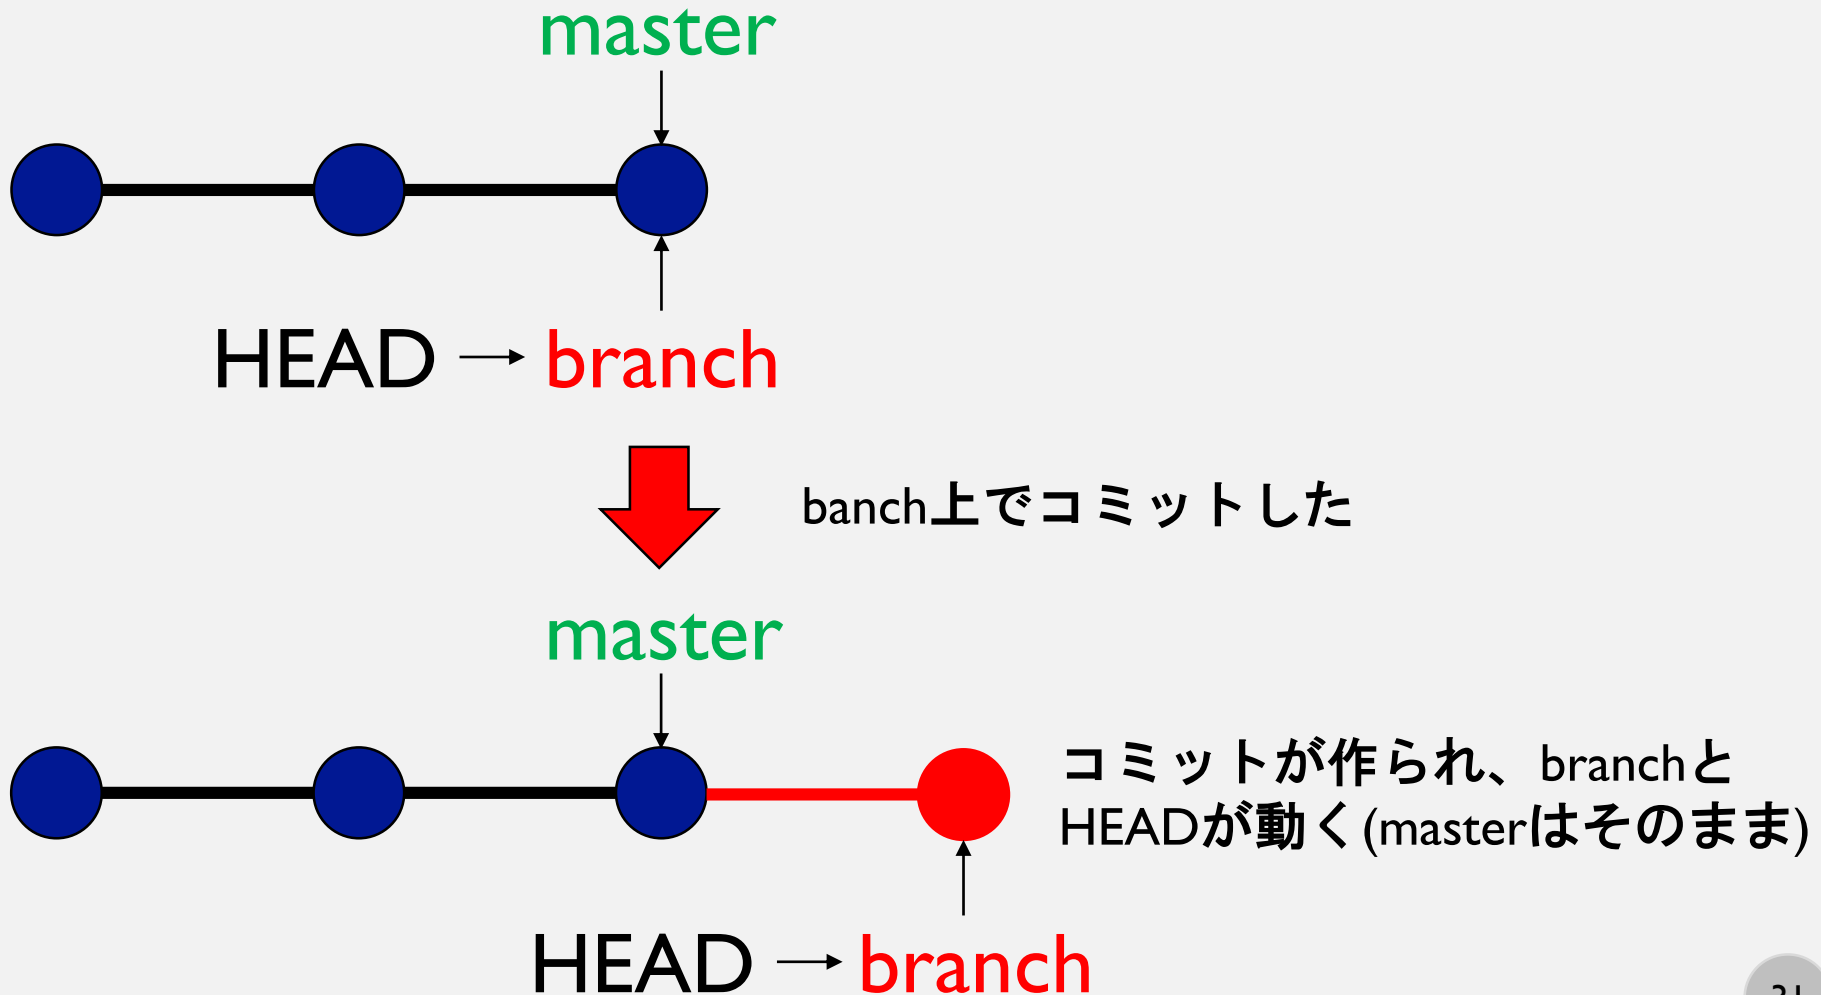 master
HEAD → branch
banch上でコミットした
master
コミットが作られ、branchと
HEADが動く(masterはそのまま)
HEAD → branch